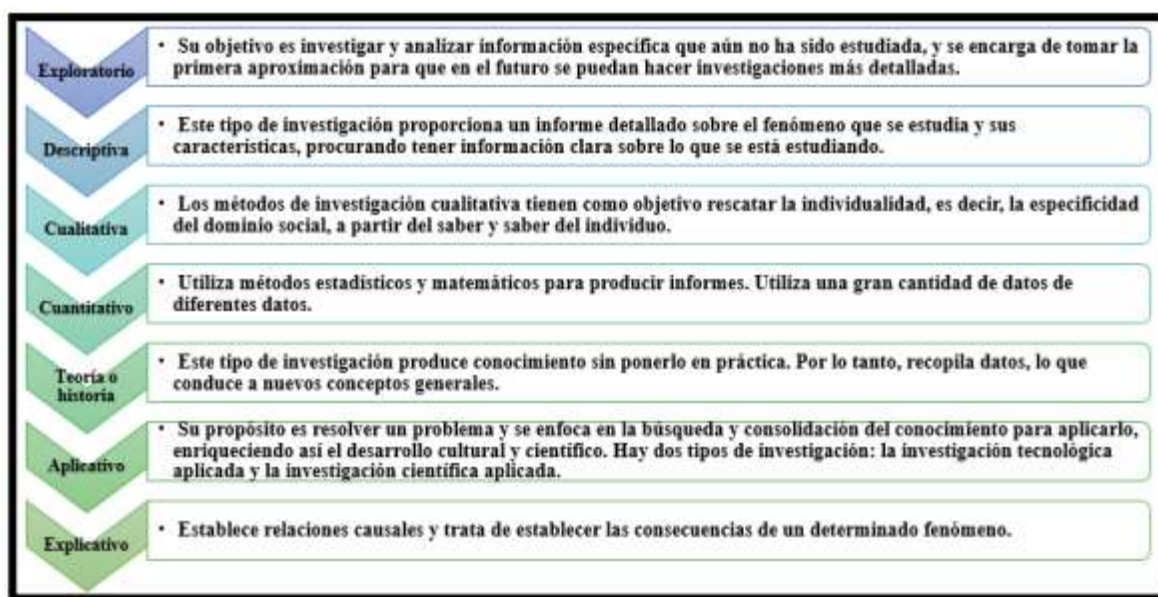 Exploratorio
• Su objetivo es investigar y analizar información específica que aún no ha sido estudiada, y se encarga de tomar la
primera aproximación para que en el futuro se puedan hacer investigaciones más detalladas.
Descriptiva
• Este tipo de investigación proporciona un informe detallado sobre el fenómeno que se estudia y sus
características, procurando tener información clara sobre lo que se está estudiando.
Cualitativa
• Los métodos de investigación cualitativa tienen como objetivo rescatar la individualidad, es decir, la especificidad
del dominio social, a partir del saber y saber del individuo.
Cuantitativo
• Utiliza métodos estadísticos y matemáticos para producir informes. Utiliza una gran cantidad de datos de
diferentes datos.
Teoría o
historia
• Este tipo de investigación produce conocimiento sin ponerlo en práctica. Por lo tanto, recopila datos, lo que
conduce a nuevos conceptos generales.
Aplicativo
• Su propósito es resolver un problema y se enfoca en la búsqueda y consolidación del conocimiento para aplicarlo,
enriqueciendo así el desarrollo cultural y científico. Hay dos tipos de investigación: la investigación tecnológica
aplicada y la investigación científica aplicada.
Explicativo
• Establece relaciones causales y trata de establecer las consecuencias de un determinado fenómeno.